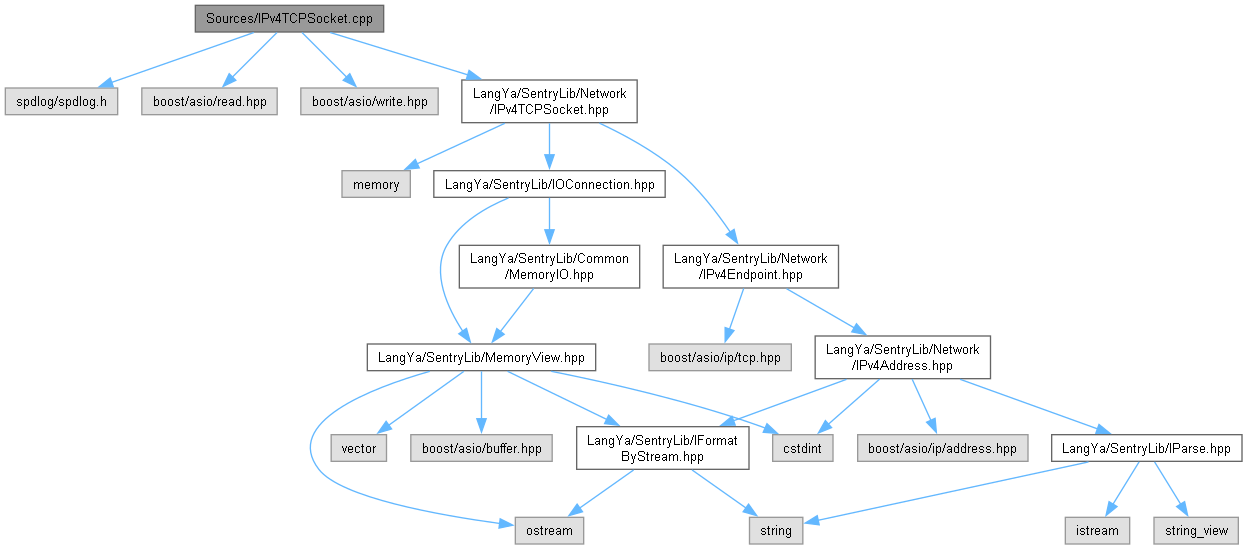 Sources/IPv4TCPSocket.cpp
spdlog/spdlog.h
boost/asio/read.hpp
boost/asio/write.hpp
LangYa/SentryLib/Network
/IPv4TCPSocket.hpp
memory
LangYa/SentryLib/IOConnection.hpp
LangYa/SentryLib/Common
/MemoryIO.hpp
LangYa/SentryLib/Network
/IPv4Endpoint.hpp
LangYa/SentryLib/MemoryView.hpp
boost/asio/ip/tcp.hpp
LangYa/SentryLib/Network
/IPv4Address.hpp
vector
boost/asio/buffer.hpp
LangYa/SentryLib/IFormat
ByStream.hpp
cstdint
boost/asio/ip/address.hpp
LangYa/SentryLib/IParse.hpp
ostream
string
istream
string_view